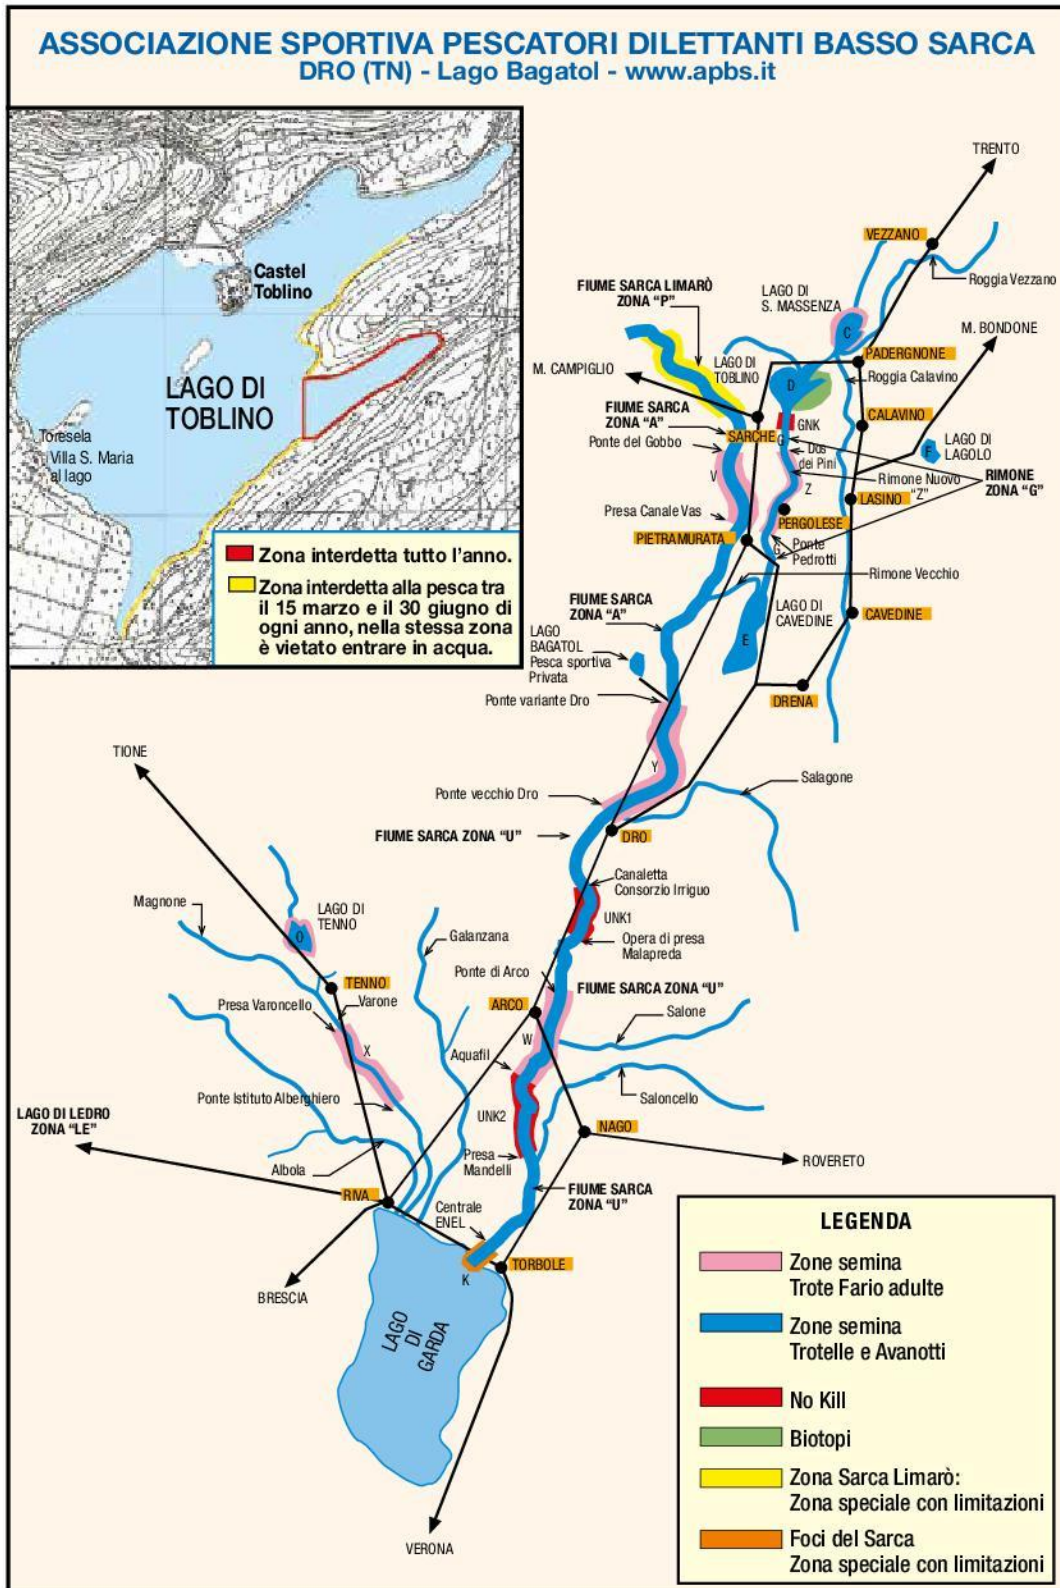 ASSOCIAZIONE SPORTIVA PESCATORI DILETTANTI BASSO SARCA
DRO (TN) - Lago Bagatol - www.apbs.it
Castel
Toblino
LAGO DI
TOBLINO
Toresela
Villa S. Maria
al lago
Zona interdetta tutto l'anno.
Zona interdetta alla pesca tra
il 15 marzo e il 30 giugno di
ogni anno, nella stessa zona
è vietato entrare in acqua.
TRENTO
VEZZANO
Roggia Vezzano
LAGO DI
S. MASSENZA
C
FIUME SARCA LIMARÒ
ZONA "P"
M. BONDONE
PADERGNONE
LAGO DI
TOBLINO
Roggia Calavino
M. CAMPIGLIO
D
FIUME SARCA
ZONA "A"
CALAVINO
GNK
SARCHE
G
LAGO DI
LAGOLO
F
Ponte del Gobbo
Dos
dei Pini
V
Rimone Nuovo
"Z"
RIMONE
ZONA "G"
Z
LASINO
Presa Canale Vas
PERGOLESE
PIETRAMURATA
G
Ponte
Pedrotti
Rimone Vecchio
FIUME SARCA
ZONA "A"
LAGO DI
CAVEDINE
CAVEDINE
E
LAGO
BAGATOL
Pesca sportiva
Privata
Ponte variante Dro
DRENA
TIONE
Y
Salagone
Ponte vecchio Dro
FIUME SARCA ZONA "U"
DRO
Canaletta
Consorzio Irriguo
Magnone
LAGO DI
TENNO
O
UNK1
Galanzana
Opera di presa
Malapreda
Ponte di Arco
TENNO
FIUME SARCA ZONA "U"
Presa Varoncello
Varone
ARCO
Salone
X
W
Aquafil
Ponte Istituto Alberghiero
Saloncello
LAGO DI LEDRO
ZONA "LE"
UNK2
NAGO
Albola
Presa
Mandelli
ROVERETO
RIVA
FIUME SARCA
ZONA "U"
Centrale
ENEL
TORBOLE
K
BRESCIA
LAGO
DI
GARDA
VERONA
LEGENDA
Zone semina
Trote Fario adulte
Zone semina
Trotelle e Avanotti
No Kill
Biotopi
Zona Sarca Limarò:
Zona speciale con limitazioni
Foci del Sarca
Zona speciale con limitazioni